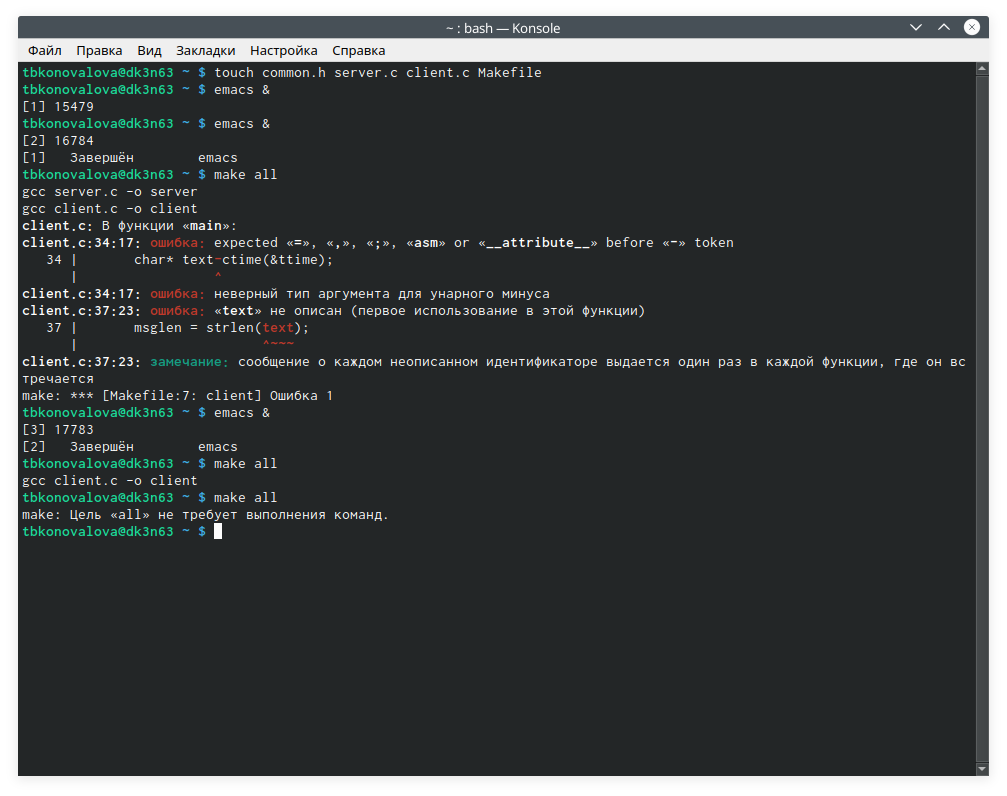 ~ : bash — Konsole
Файл Правка Вид Закладки Настройка Справка
tbkonovalova@dk3n63 ~ $ touch common.h server.c client.c Makefile
tbkonovalova@dk3n63 ~ $ emacs &
[1] 15479
tbkonovalova@dk3n63 ~ $ emacs &
[2] 16784
[1]   Завершён        emacs
tbkonovalova@dk3n63 ~ $ make all
gcc server.c -o server
gcc client.c -o client
client.c: В функции «main»:
client.c:34:17: ошибка: expected «=», «,», «;», «asm» or «__attribute__» before «-» token
   34 |       char* text-ctime(&ttime);
      |                 ^
client.c:34:17: ошибка: неверный тип аргумента для унарного минуса
client.c:37:23: ошибка: «text» не описан (первое использование в этой функции)
   37 |       msglen = strlen(text);
      |                       ^~~~
client.c:37:23: замечание: сообщение о каждом неописанном идентификаторе выдается один раз в каждой функции, где он вс
тречается
make: *** [Makefile:7: client] Ошибка 1
tbkonovalova@dk3n63 ~ $ emacs &
[3] 17783
[2]   Завершён        emacs
tbkonovalova@dk3n63 ~ $ make all
gcc client.c -o client
tbkonovalova@dk3n63 ~ $ make all
make: Цель «all» не требует выполнения команд.
tbkonovalova@dk3n63 ~ $